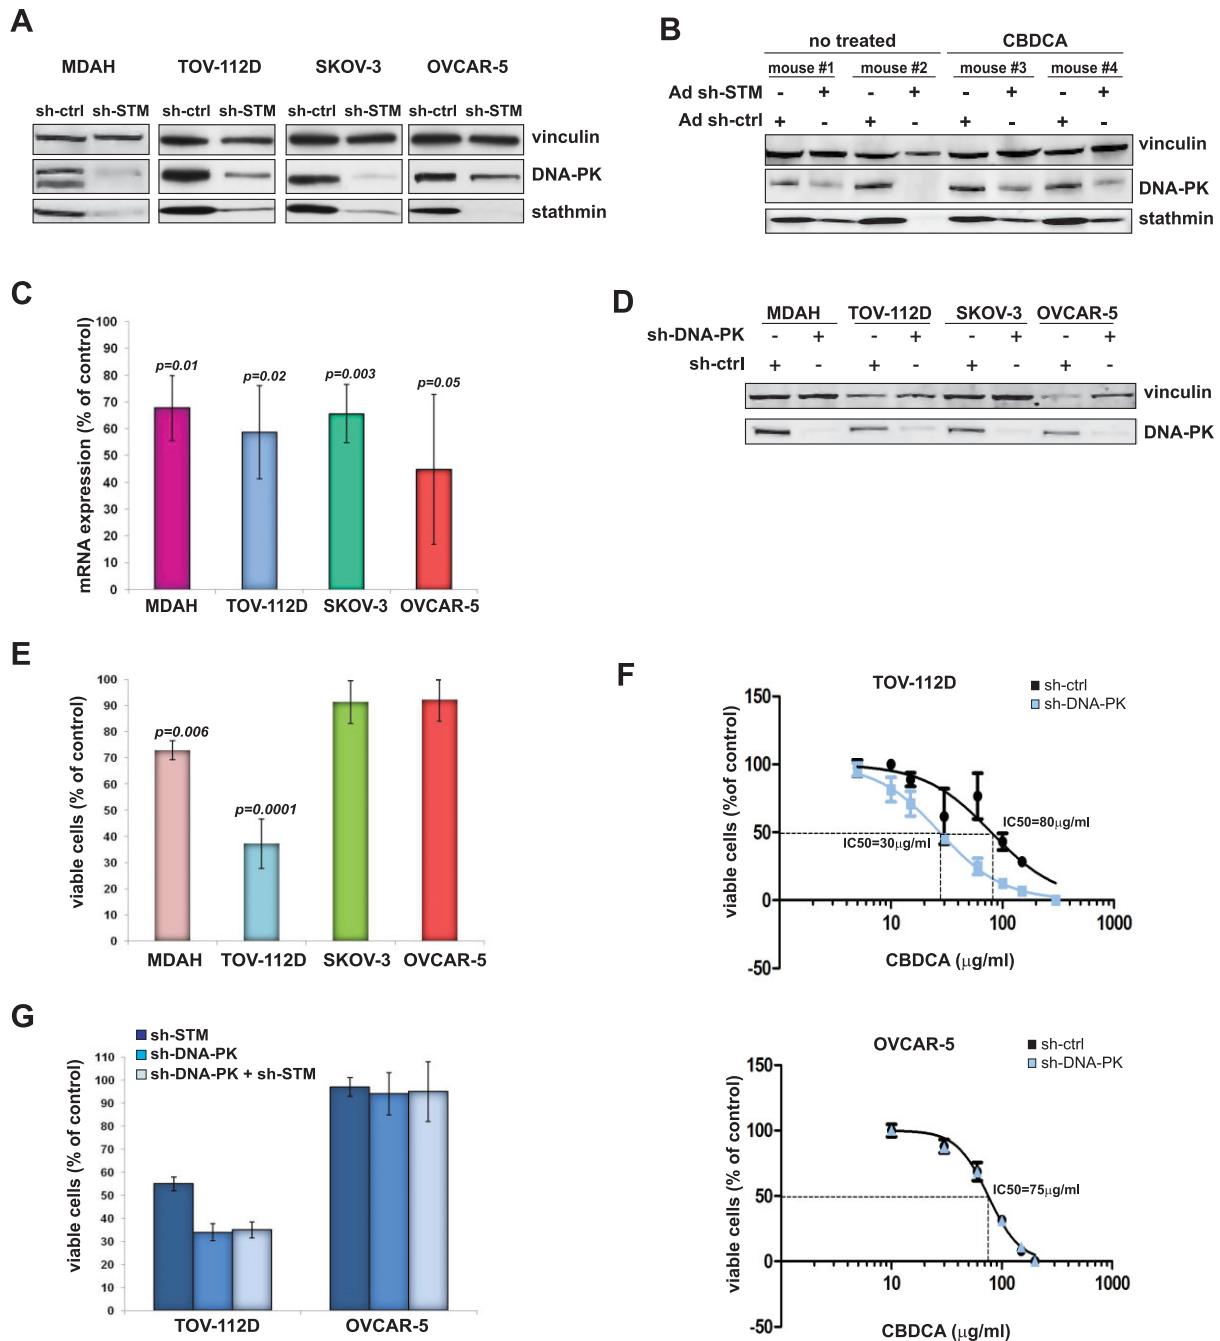 A
MDAH TOV-112D SKOV-3 OVCAR-5
sh-ctrl sh-STM sh-ctrl sh-STM sh-ctrl sh-STM sh-ctrl sh-STM
vinculin
DNA-PK
stathmin
B
no treated CBDCA
mouse #1 mouse #2 mouse #3 mouse #4
Ad sh-STM - + - + - + - +
Ad sh-ctrl + - + - + - + -
vinculin
DNA-PK
stathmin
C
mRNA expression (% of control)
100
90
80
70
60
50
40
30
20
10
0
p=0.01 p=0.02 p=0.003 p=0.05
MDAH TOV-112D SKOV-3 OVCAR-5
D
MDAH TOV-112D SKOV-3 OVCAR-5
sh-DNA-PK - + - + - + - +
sh-ctrl + - + - + - + -
vinculin
DNA-PK
E
viable cells (% of control)
100
90
80
70
60
50
40
30
20
10
0
p=0.006
p=0.0001
MDAH TOV-112D SKOV-3 OVCAR-5
F
TOV-112D
sh-ctrl
sh-DNA-PK
viable cells (%of control)
150
100
50
0
-50
IC50=80µg/ml
IC50=30µg/ml
10 100 1000
CBDCA (µg/ml)
OVCAR-5
sh-ctrl
sh-DNA-PK
viable cells (% of control)
150
100
50
0
-50
IC50=75µg/ml
10 100 1000
CBDCA (µg/ml)
G
sh-STM
sh-DNA-PK
sh-DNA-PK + sh-STM
viable cells (% of control)
110
100
90
80
70
60
50
40
30
20
10
0
TOV-112D OVCAR-5